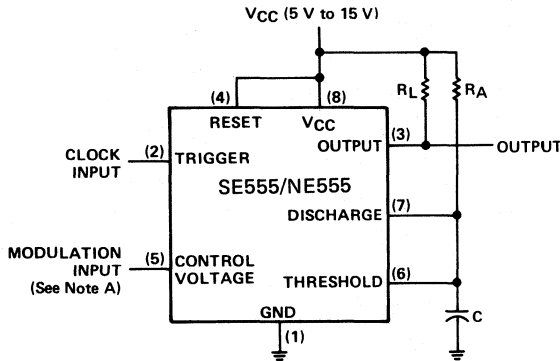 VCC (5 V to 15 V)
(4)
(8)
RL
RA
RESET
VCC
(3)
OUTPUT
OUTPUT
CLOCK
INPUT
(2)
TRIGGER
SE555/NE555
DISCHARGE
(7)
MODULATION
INPUT
(See Note A)
(5)
CONTROL
VOLTAGE
THRESHOLD
(6)
GND
(1)
C